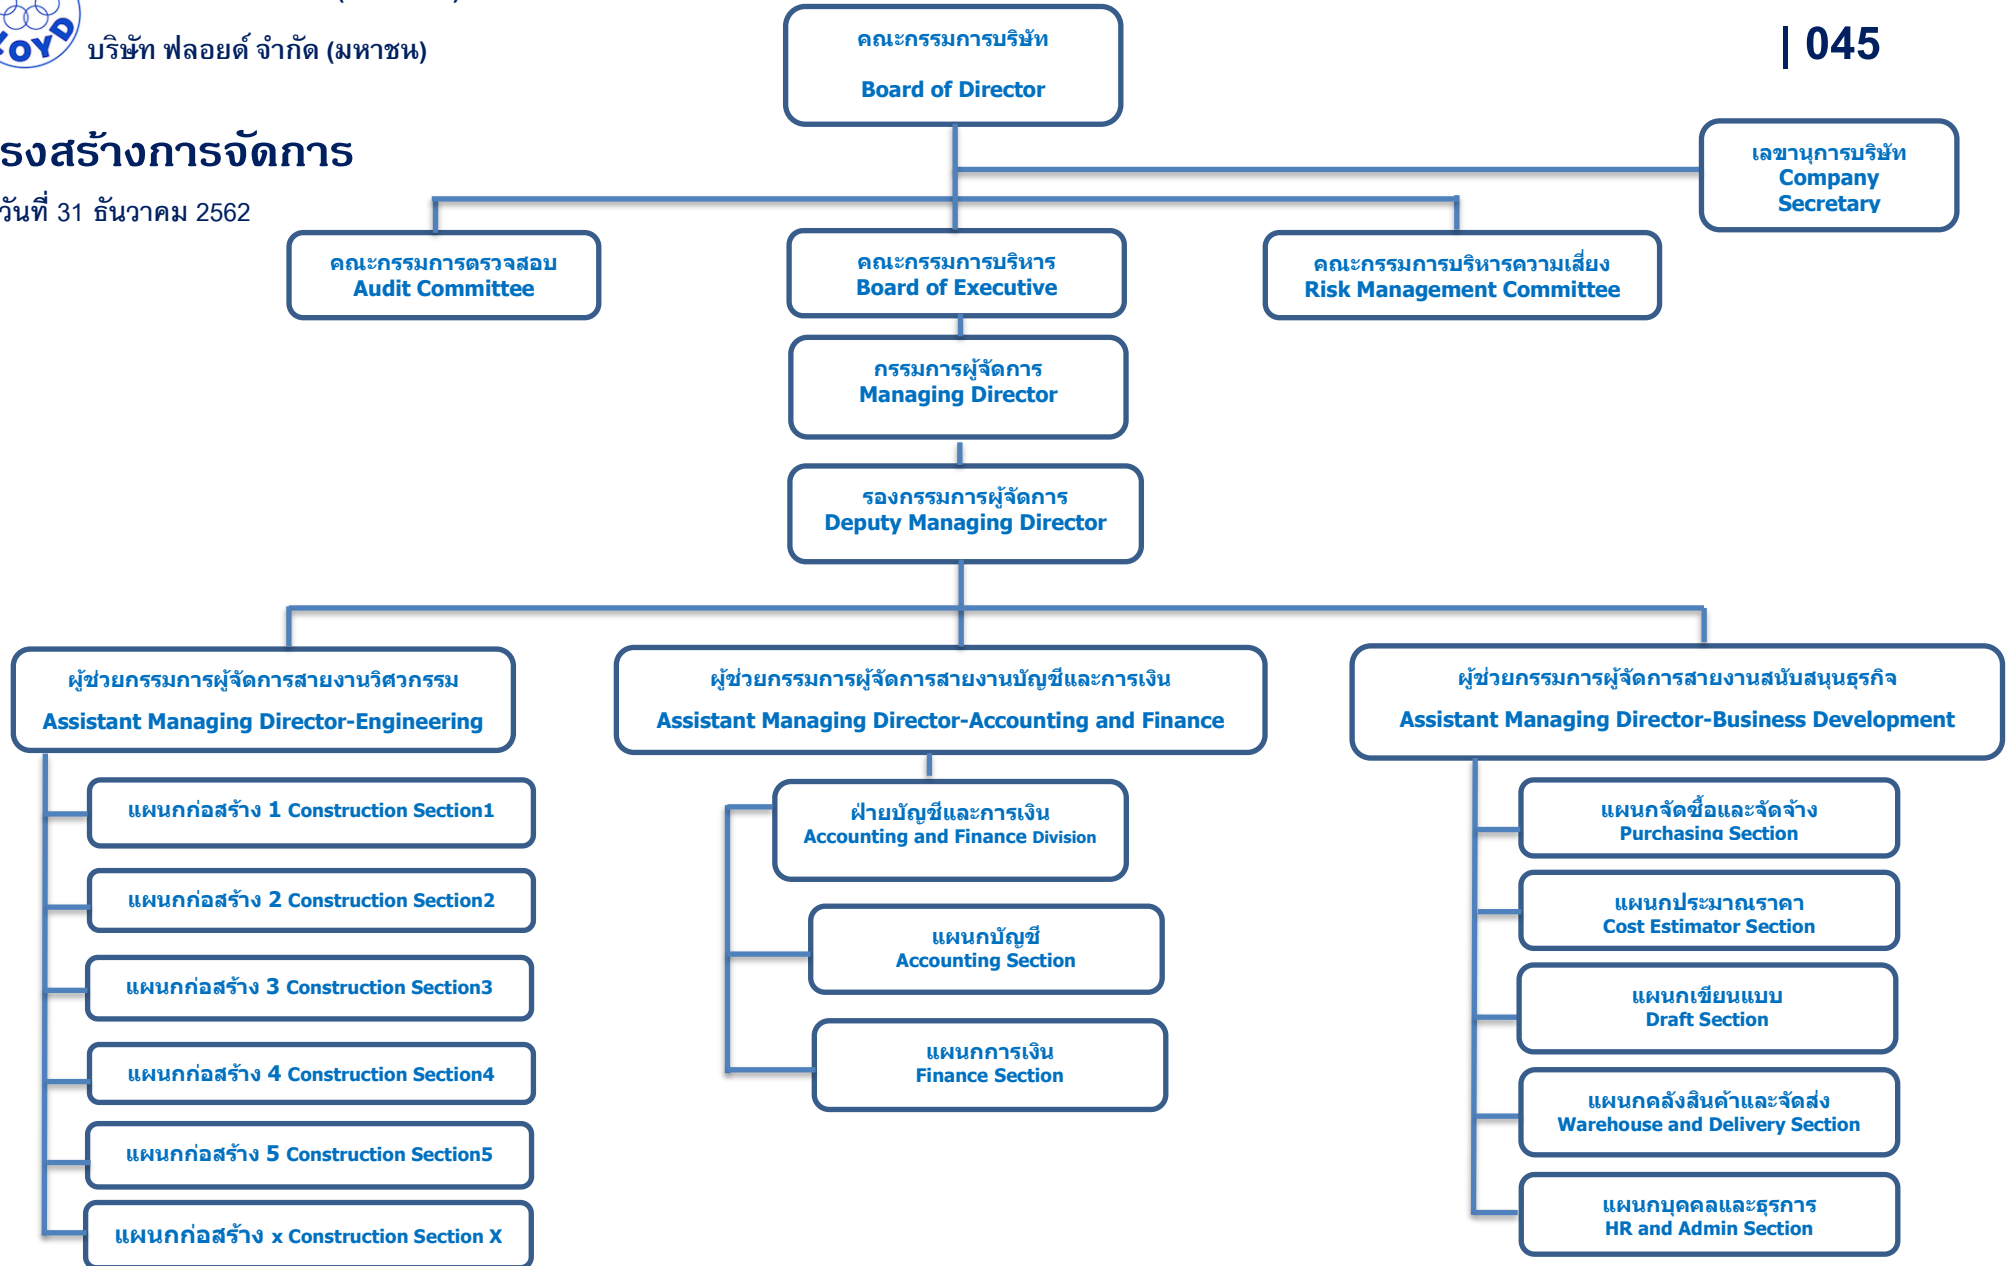 บริษัท ฟลอยด์ จำกัด (มหาชน)
| 045
รงสร้างการจัดการ
วันที่ 31 ธันวาคม 2562
คณะกรรมการบริษัท
Board of Director
เลขานุการบริษัท
Company
Secretary
คณะกรรมการตรวจสอบ
Audit Committee
คณะกรรมการบริหาร
Board of Executive
คณะกรรมการบริหารความเสี่ยง
Risk Management Committee
กรรมการผู้จัดการ
Managing Director
รองกรรมการผู้จัดการ
Deputy Managing Director
ผู้ช่วยกรรมการผู้จัดการสายงานวิศวกรรม
Assistant Managing Director-Engineering
แผนกก่อสร้าง 1 Construction Section1
แผนกก่อสร้าง 2 Construction Section2
แผนกก่อสร้าง 3 Construction Section3
แผนกก่อสร้าง 4 Construction Section4
แผนกก่อสร้าง 5 Construction Section5
แผนกก่อสร้าง x Construction Section X
ผู้ช่วยกรรมการผู้จัดการสายงานบัญชีและการเงิน
Assistant Managing Director-Accounting and Finance
ฝ่ายบัญชีและการเงิน
Accounting and Finance Division
แผนกบัญชี
Accounting Section
แผนกการเงิน
Finance Section
ผู้ช่วยกรรมการผู้จัดการสายงานสนับสนุนธุรกิจ
Assistant Managing Director-Business Development
แผนกจัดซื้อและจัดจ้าง
Purchasing Section
แผนกประมาณราคา
Cost Estimator Section
แผนกเขียนแบบ
Draft Section
แผนกคลังสินค้าและจัดส่ง
Warehouse and Delivery Section
แผนกบุคคลและธุรการ
HR and Admin Section